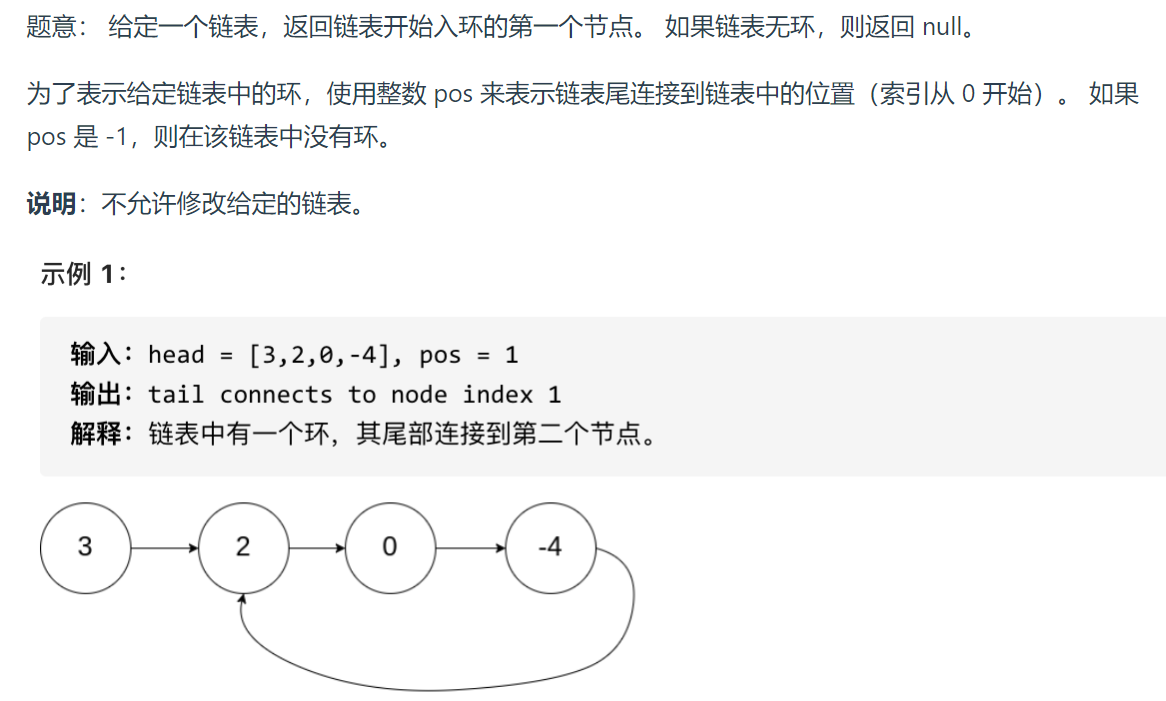 题意： 给定一个链表，返回链表开始入环的第一个节点。 如果链表无环，则返回 null。
为了表示给定链表中的环，使用整数 pos 来表示链表尾连接到链表中的位置（索引从 0 开始）。 如果
pos 是 -1，则在该链表中没有环。
说明：不允许修改给定的链表。
示例 1：
输入：head = [3,2,0,-4], pos = 1
输出：tail connects to node index 1
解释：链表中有一个环，其尾部连接到第二个节点。
3 2 0 -4